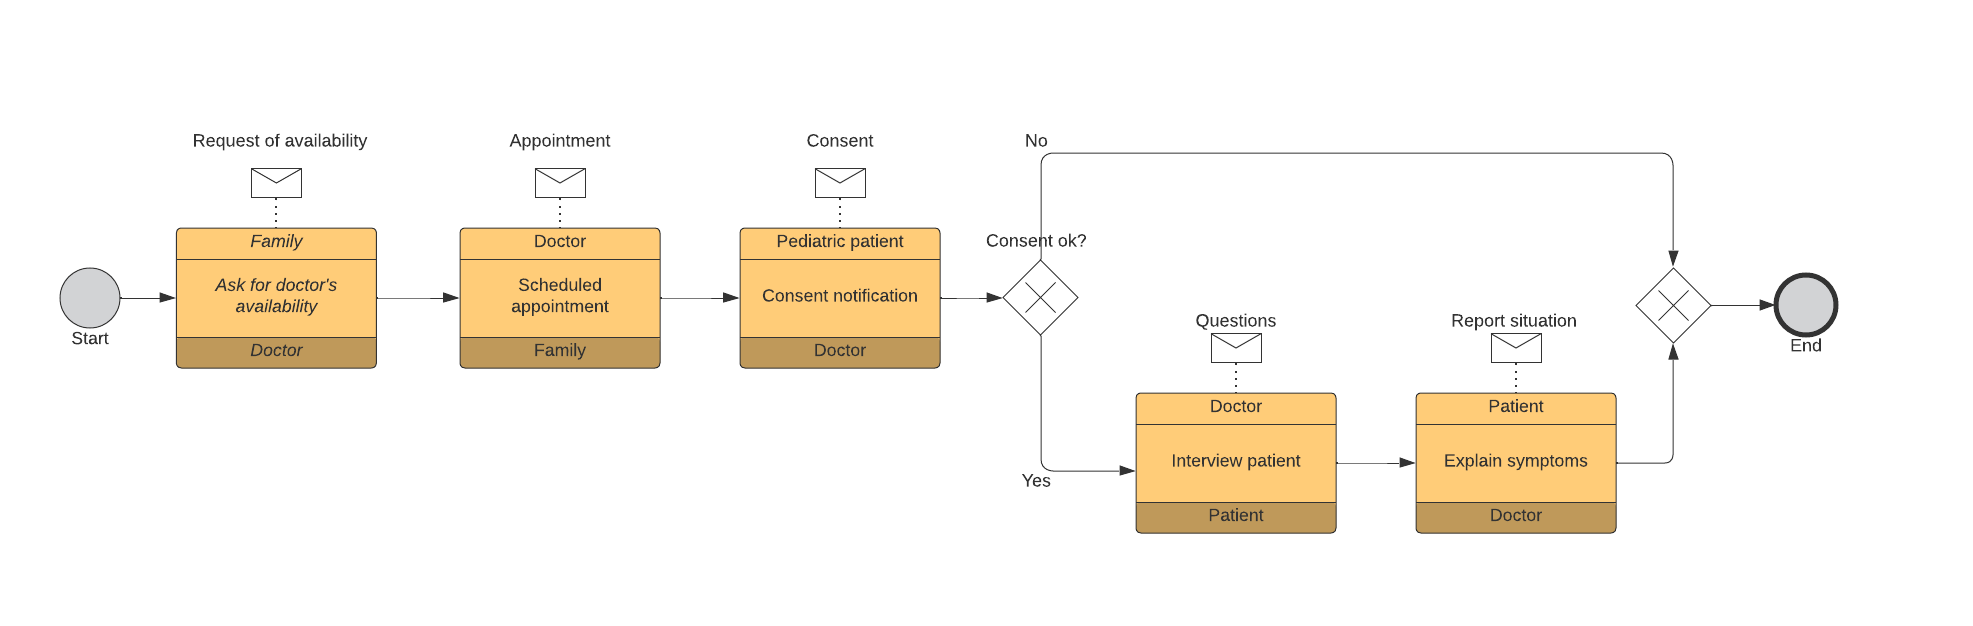 Request of availability
Appointment
Consent
No
Family
Ask for doctor's
availability
Doctor
Doctor
Scheduled
appointment
Family
Pediatric patient
Consent notification
Doctor
Consent ok?
Start
Yes
Questions
Doctor
Interview patient
Patient
Report situation
Patient
Explain symptoms
Doctor
End